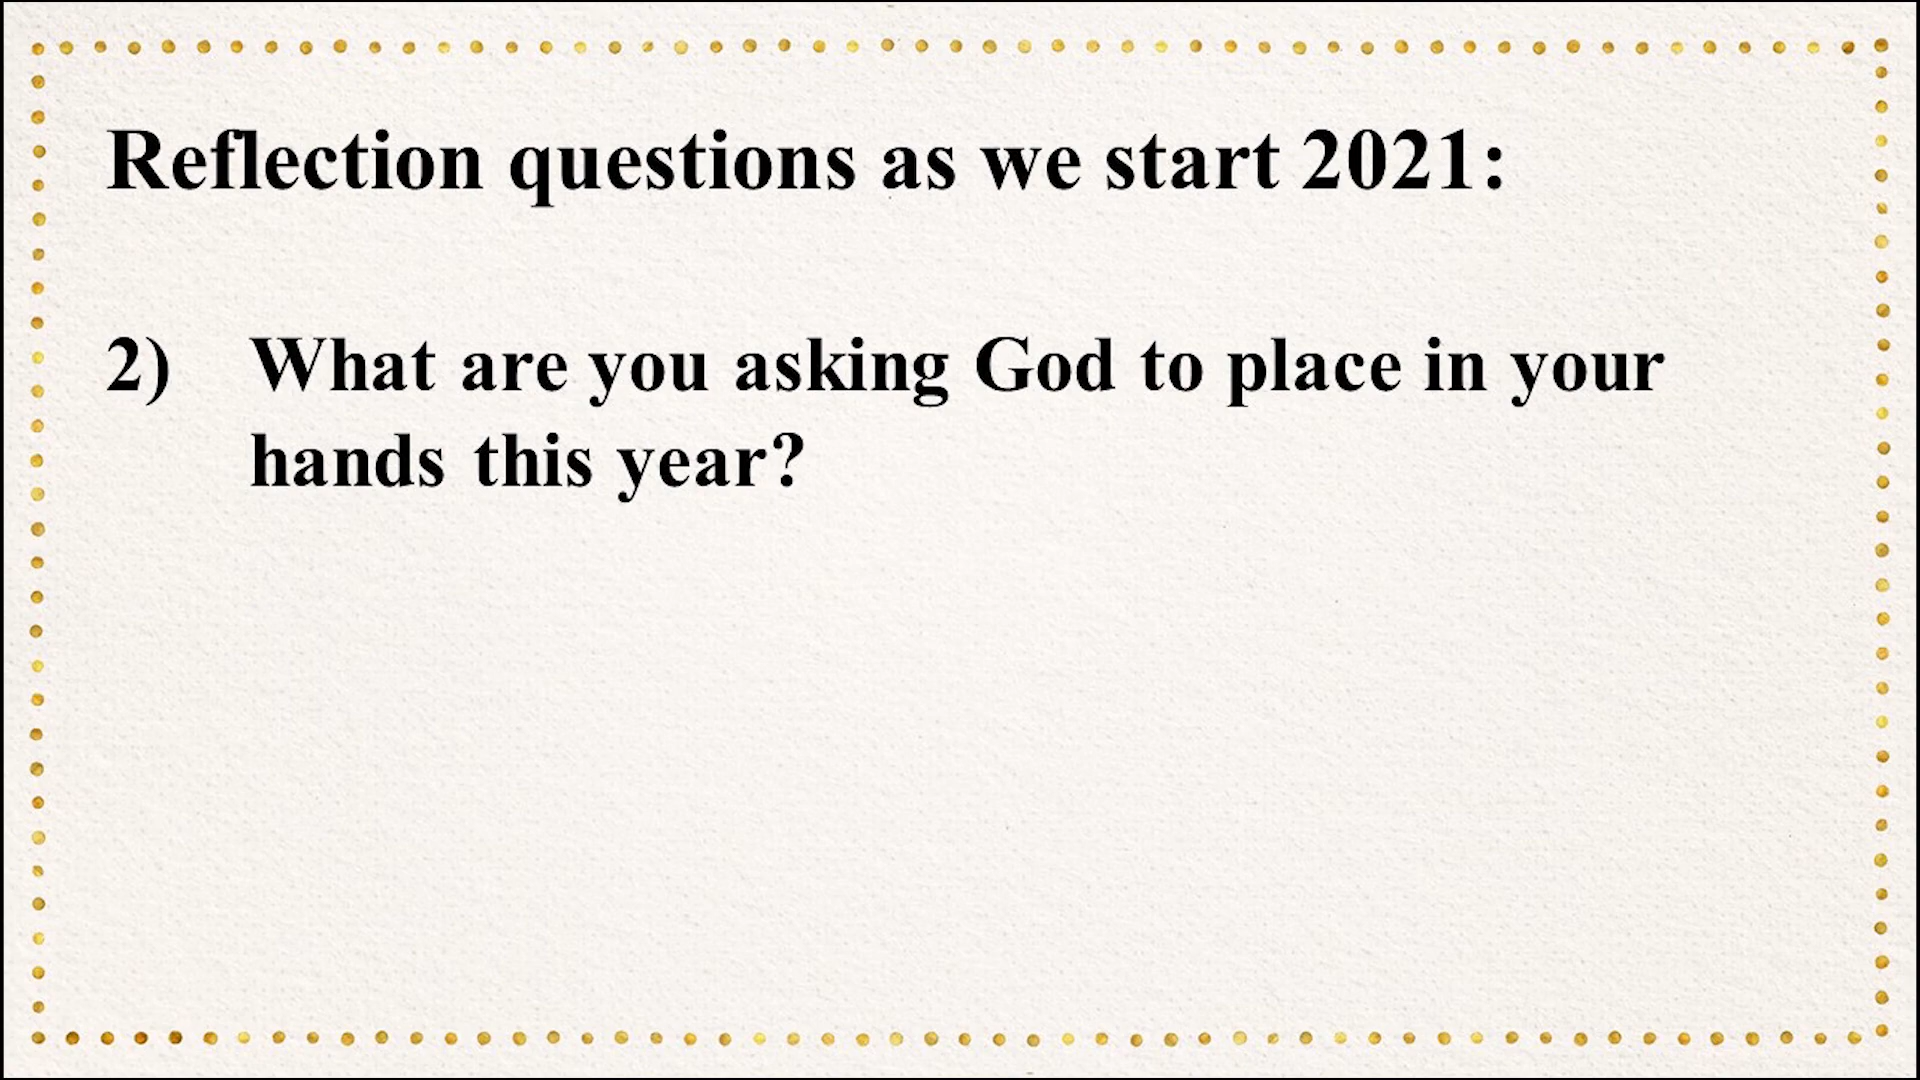 Reflection questions as we start 2021:
2) What are you asking God to place in your
hands this year?